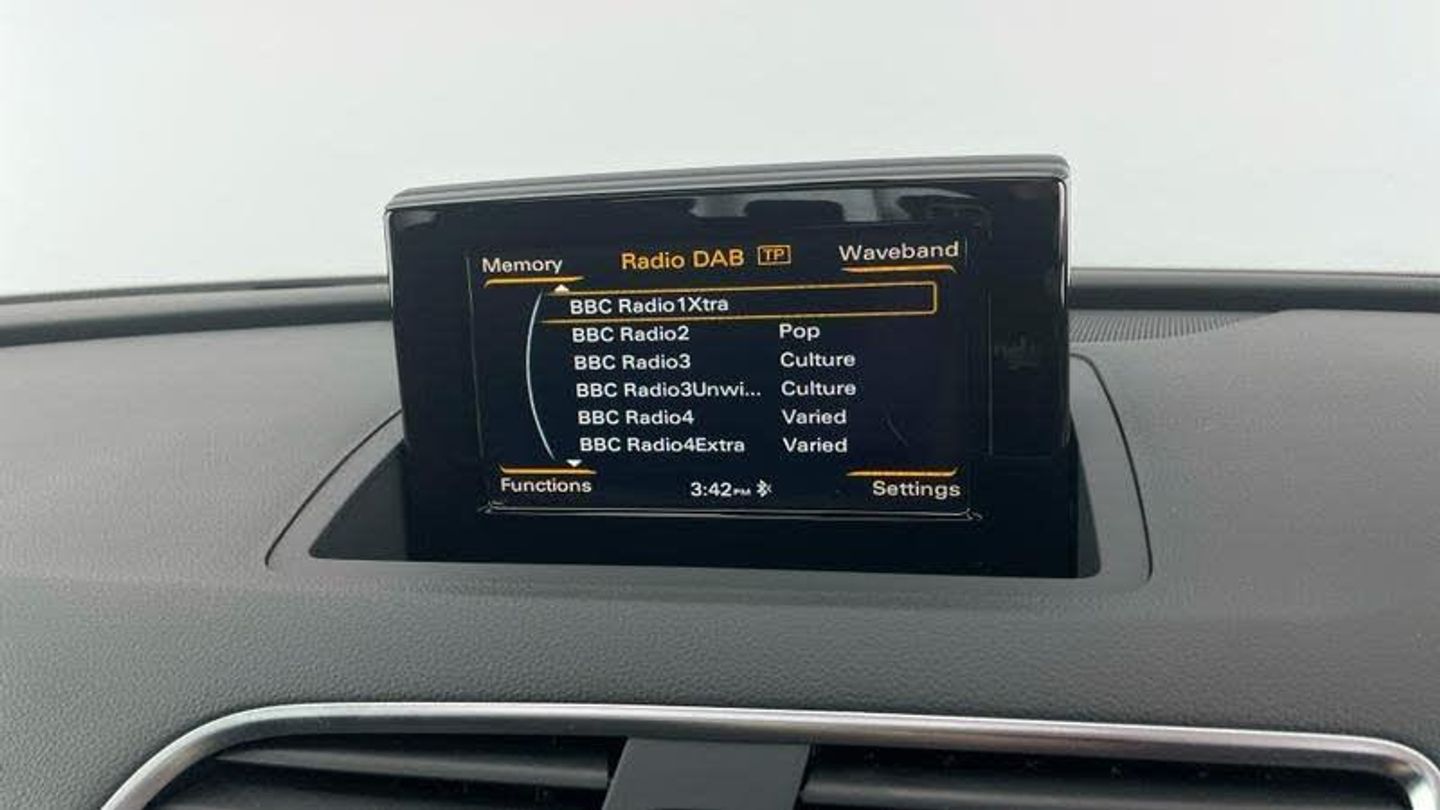 Memory Radio DAB TP Waveband
BBC Radio1Xtra
BBC Radio2 Pop
BBC Radio3 Culture
BBC Radio3Unwi... Culture
BBC Radio4 Varied
BBC Radio4Extra Varied
Functions 3:42PM Settings